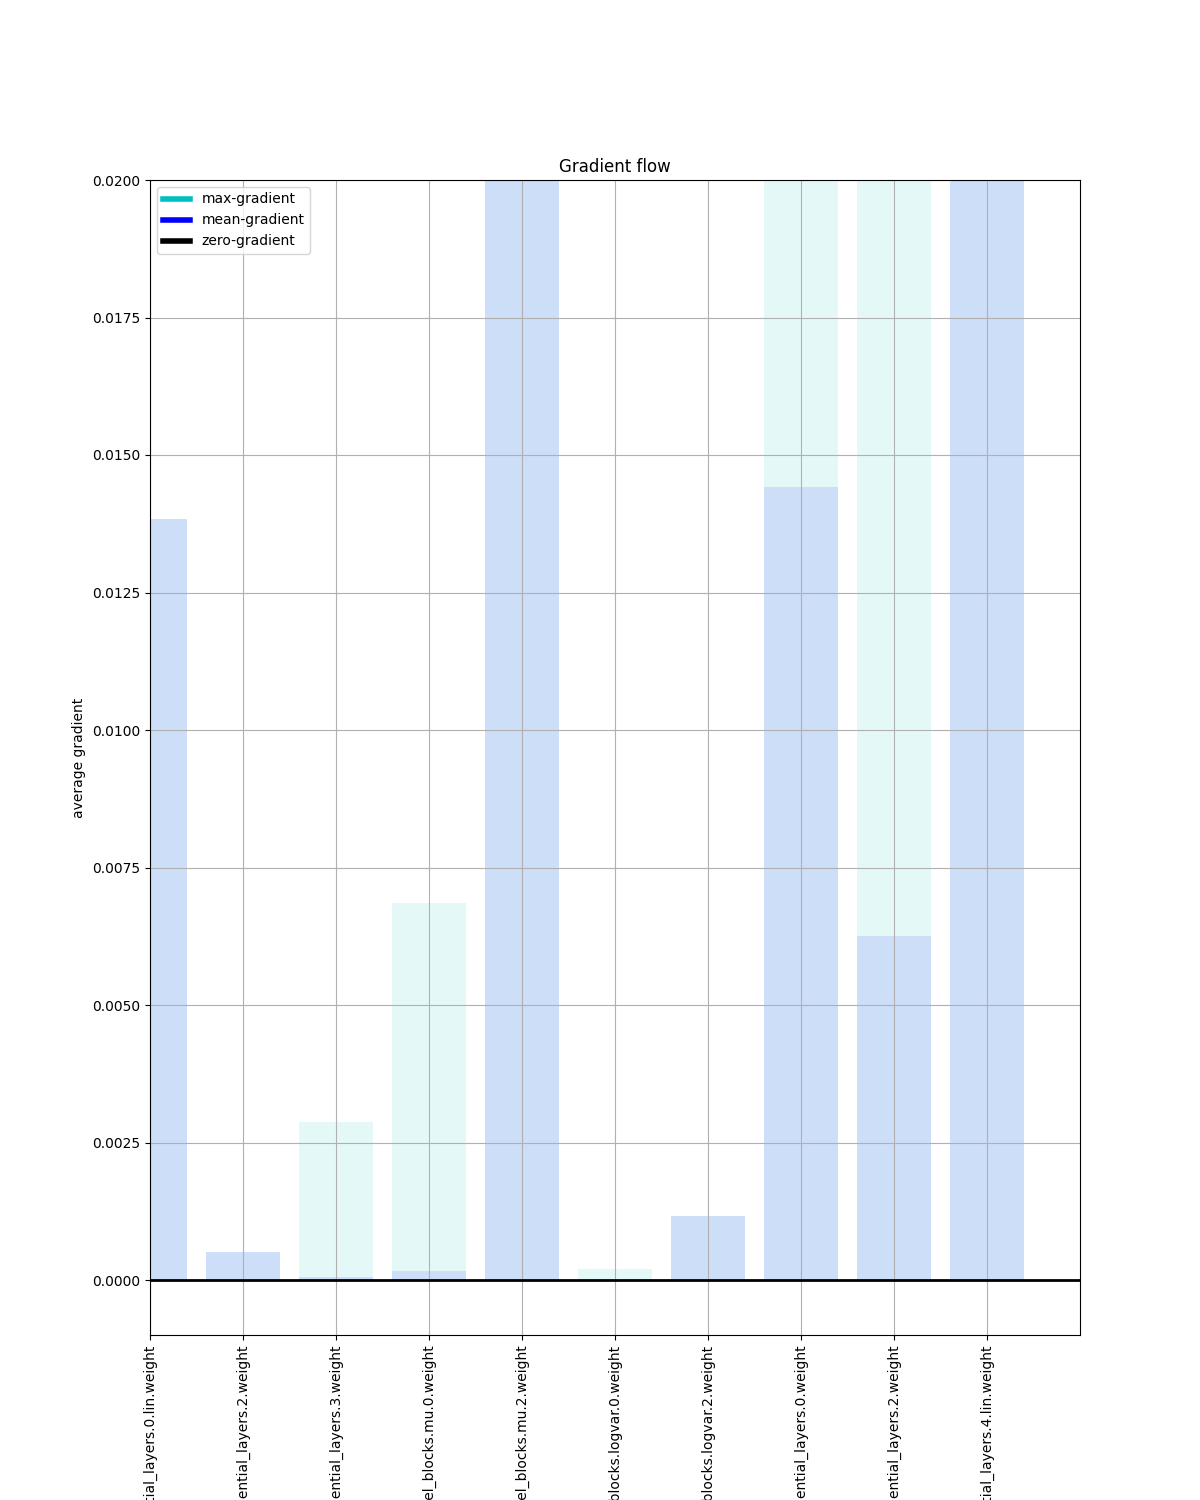 Gradient flow
max-gradient
mean-gradient
zero-gradient
average gradient
0.0200
0.0175
0.0150
0.0125
0.0100
0.0075
0.0050
0.0025
0.0000
tial_layers.0.lin.weight
ential_layers.2.weight
ential_layers.3.weight
el_blocks.mu.0.weight
el_blocks.mu.2.weight
blocks.logvar.0.weight
blocks.logvar.2.weight
ential_layers.0.weight
ential_layers.2.weight
tial_layers.4.lin.weight